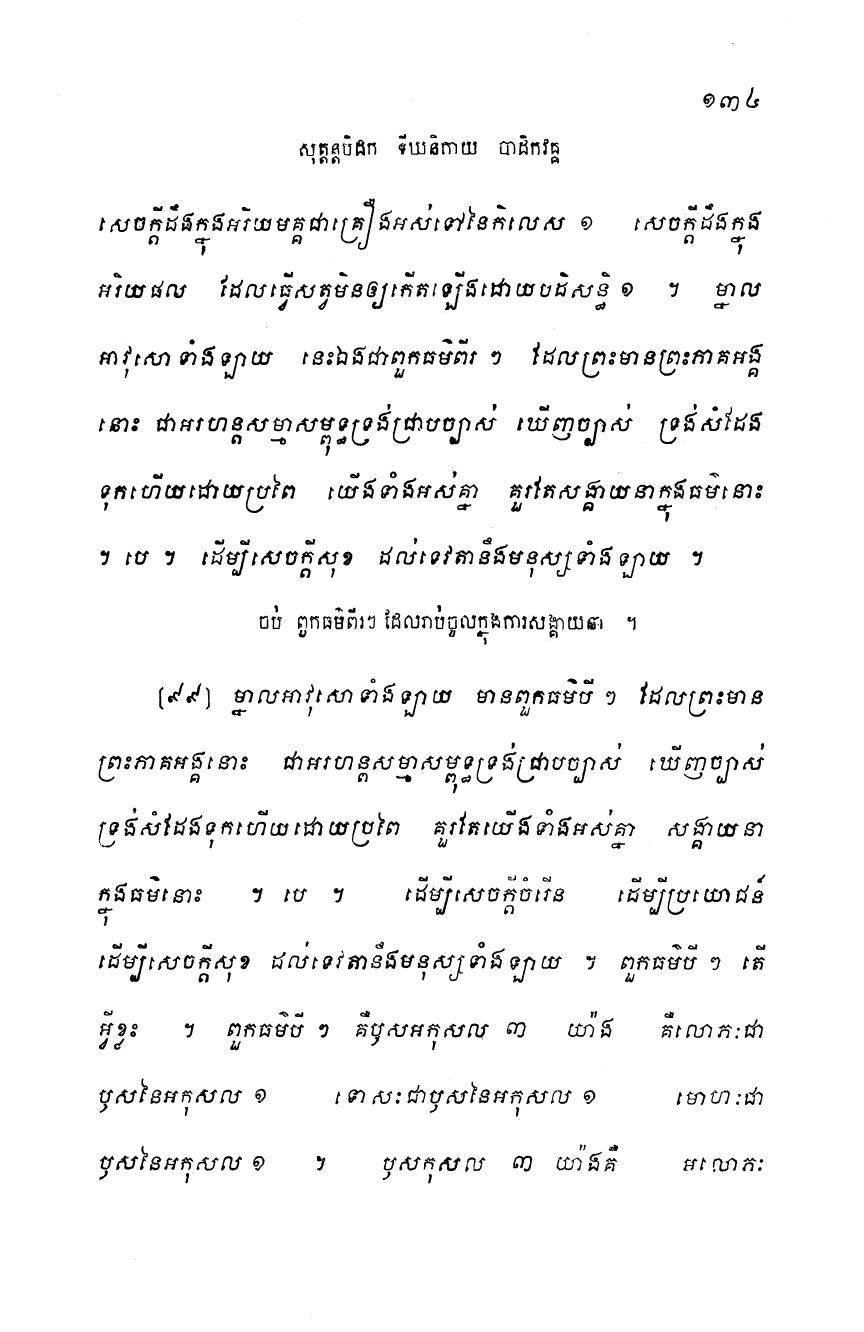 ១៣៤
សុត្តន្តបិដក ទីឃនិកាយ បាដិកវគ្គ
សេចក្តីដឹងក្នុងអរិយមគ្គជាគ្រឿងអស់ទៅនៃកិលេស ១ សេចក្តីដឹងក្នុង
អរិយផល ដែលធ្វើសត្វមិនឲ្យកើតឡើងដោយបដិសន្ធិ ១ ។ ម្នាល
អាវុសោ ទាំងឡាយ នេះឯងជាពួកធម៌ពីរ ៗ ដែលព្រះមានព្រះភាគអង្គ
នោះ ជាអរហន្តសម្មាសម្ពុទ្ធទ្រង់ជ្រាបច្បាស់ ឃើញច្បាស់ ទ្រង់សំដែង
ទុកហើយដោយប្រពៃ យើងទាំងអស់គ្នា គួរតែសង្គាយនាក្នុងធម៌នោះ
។ បេ ។ ដើម្បីសេចក្តីសុខ ដល់ទេវតានឹងមនុស្សទាំងឡាយ ។
ចប់ ពួកធម៌ពីរៗ ដែលរាប់ចូលក្នុងការសង្គាយនា ។
[៩៩] ម្នាលអាវុសោទាំងឡាយ មានពួកធម៌បី ៗ ដែលព្រះមាន
ព្រះភាគអង្គនោះ ជាអរហន្តសម្មាសម្ពុទ្ធទ្រង់ជ្រាបច្បាស់ ឃើញច្បាស់
ទ្រង់សំដែងទុកហើយដោយប្រពៃ គួរតែយើងទាំងអស់គ្នា សង្គាយនា
ក្នុងធម៌នោះ ។ បេ ។ ដើម្បីសេចក្តីចំរើន ដើម្បីប្រយោជន៍
ដើម្បីសេចក្តីសុខ ដល់ទេវតានឹងមនុស្សទាំងឡាយ ។ ពួកធម៌បី ៗ តើ
អ្វីខ្លះ ។ ពួកធម៌បី ៗ គឺឫសអកុសល ៣ យ៉ាង គឺលោភៈជា
ឫសនៃអកុសល ១ ទោសៈជាឫសនៃអកុសល ១ មោហៈជា
ឫសនៃអកុសល ១ ។ ឫសកុសល ៣ យ៉ាងគឺ អលោភៈ